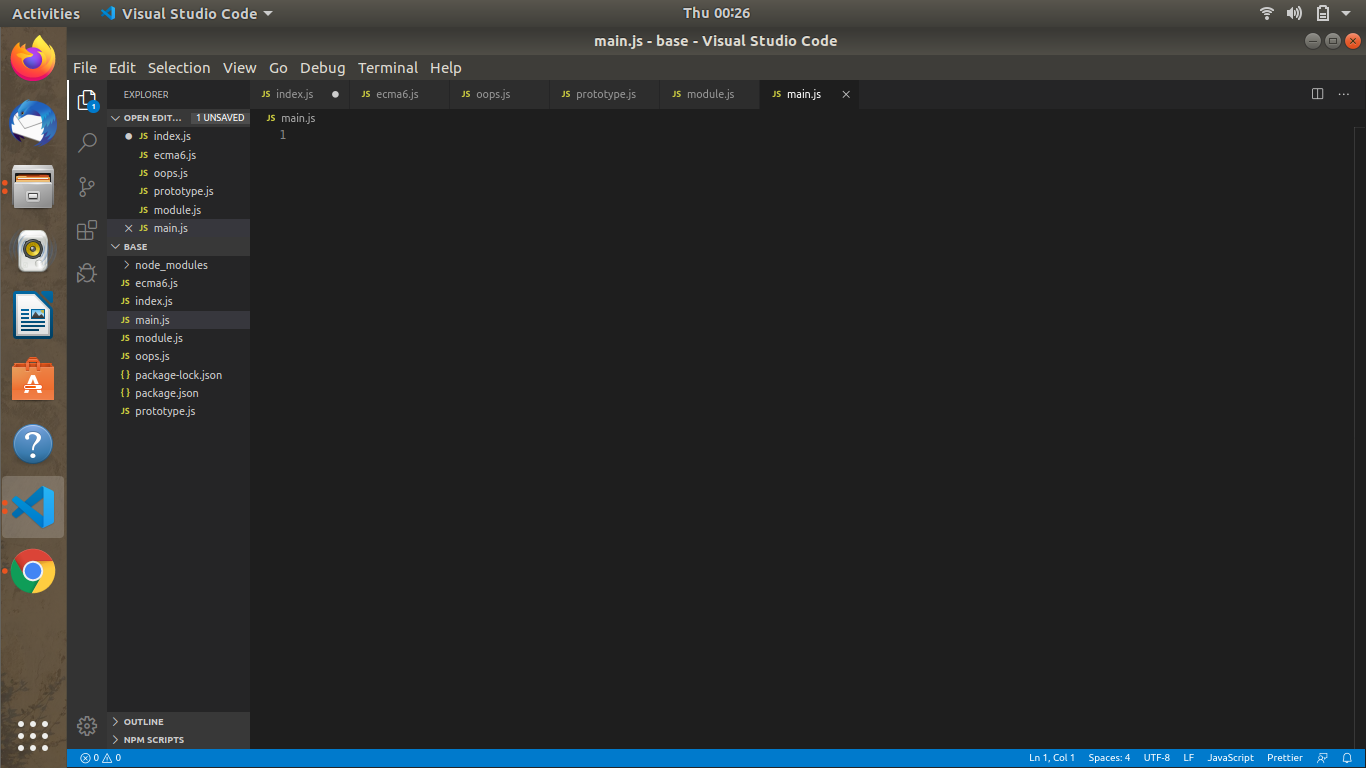 Activities Visual Studio Code Thu 00:26
main.js - base - Visual Studio Code
File Edit Selection View Go Debug Terminal Help
EXPLORER
OPEN EDIT... 1 UNSAVED
JS index.js
JS ecma6.js
JS oops.js
JS prototype.js
JS module.js
JS main.js
BASE
node_modules
JS ecma6.js
JS index.js
JS main.js
JS module.js
JS oops.js
{ } package-lock.json
{ } package.json
JS prototype.js
OUTLINE
NPM SCRIPTS
1
JS index.js JS ecma6.js JS oops.js JS prototype.js JS module.js JS main.js
JS main.js
1
0 0 Ln 1, Col 1 Spaces: 4 UTF-8 LF JavaScript Prettier